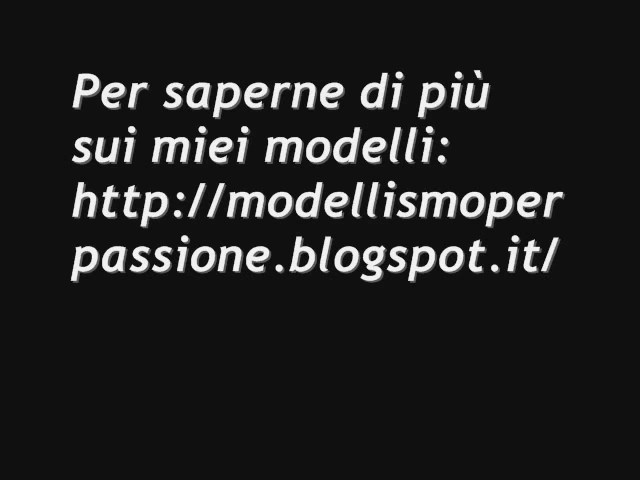 Per saperne di più
sui miei modelli:
http://modellismoper
passione.blogspot.it/